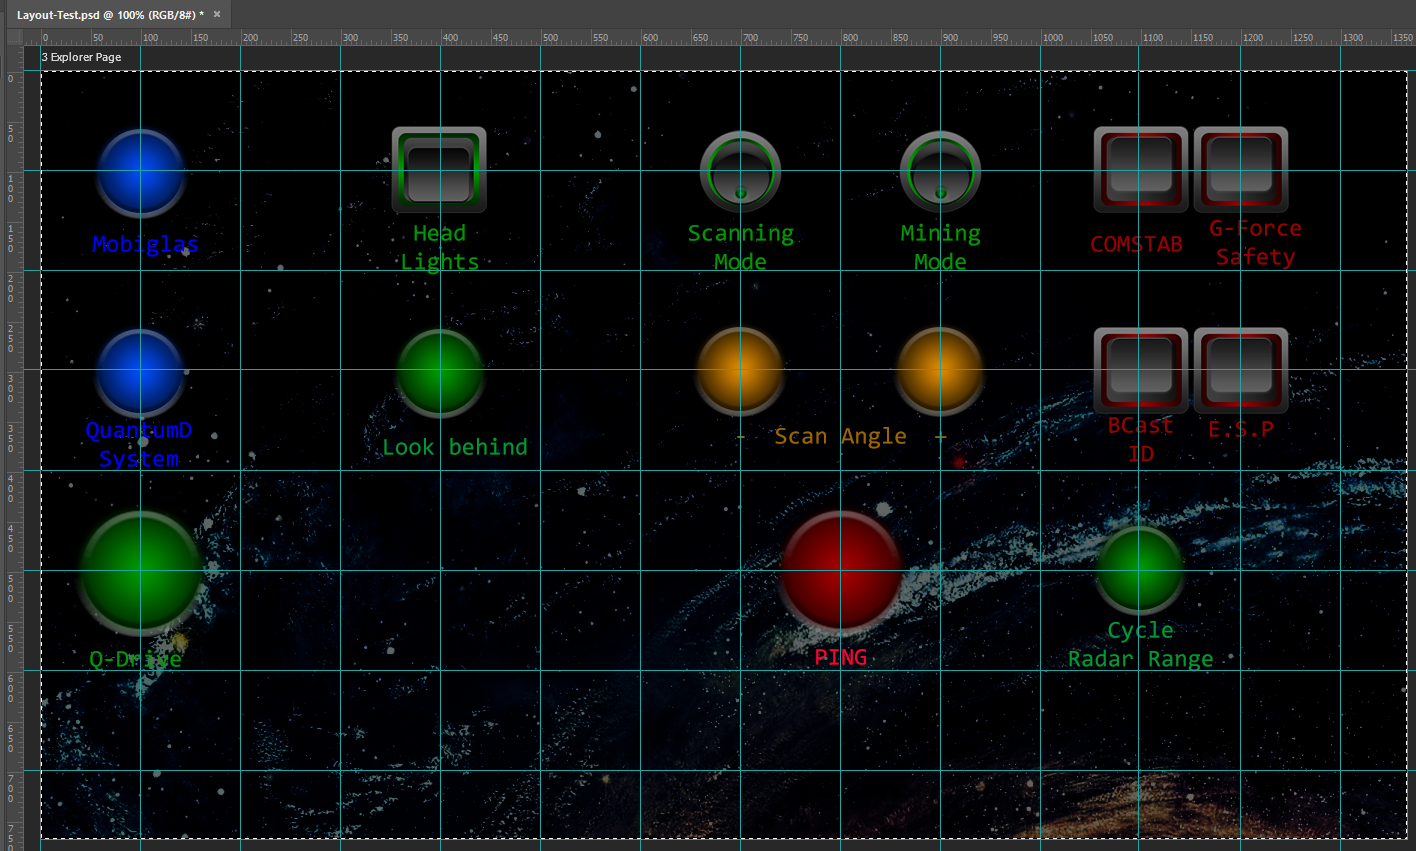 Layout-Test.psd @ 100% (RGB/8#) * ×
0 50 100 150 200 250 300 350 400 450 500 550 600 650 700 750 800 850 900 950 1000 1050 1100 1150 1200 1250 1300 1350
3 Explorer Page
0
50
100
150
200
250
300
350
400
450
500
550
600
650
700
750
Mobiglas
Head
Lights
Scanning
Mode
Mining
Mode
COMSTAB
G-Force
Safety
QuantumD
System
Look behind
- Scan Angle +
BCast
ID
E.S.P
Q-Drive
PING
Cycle
Radar Range